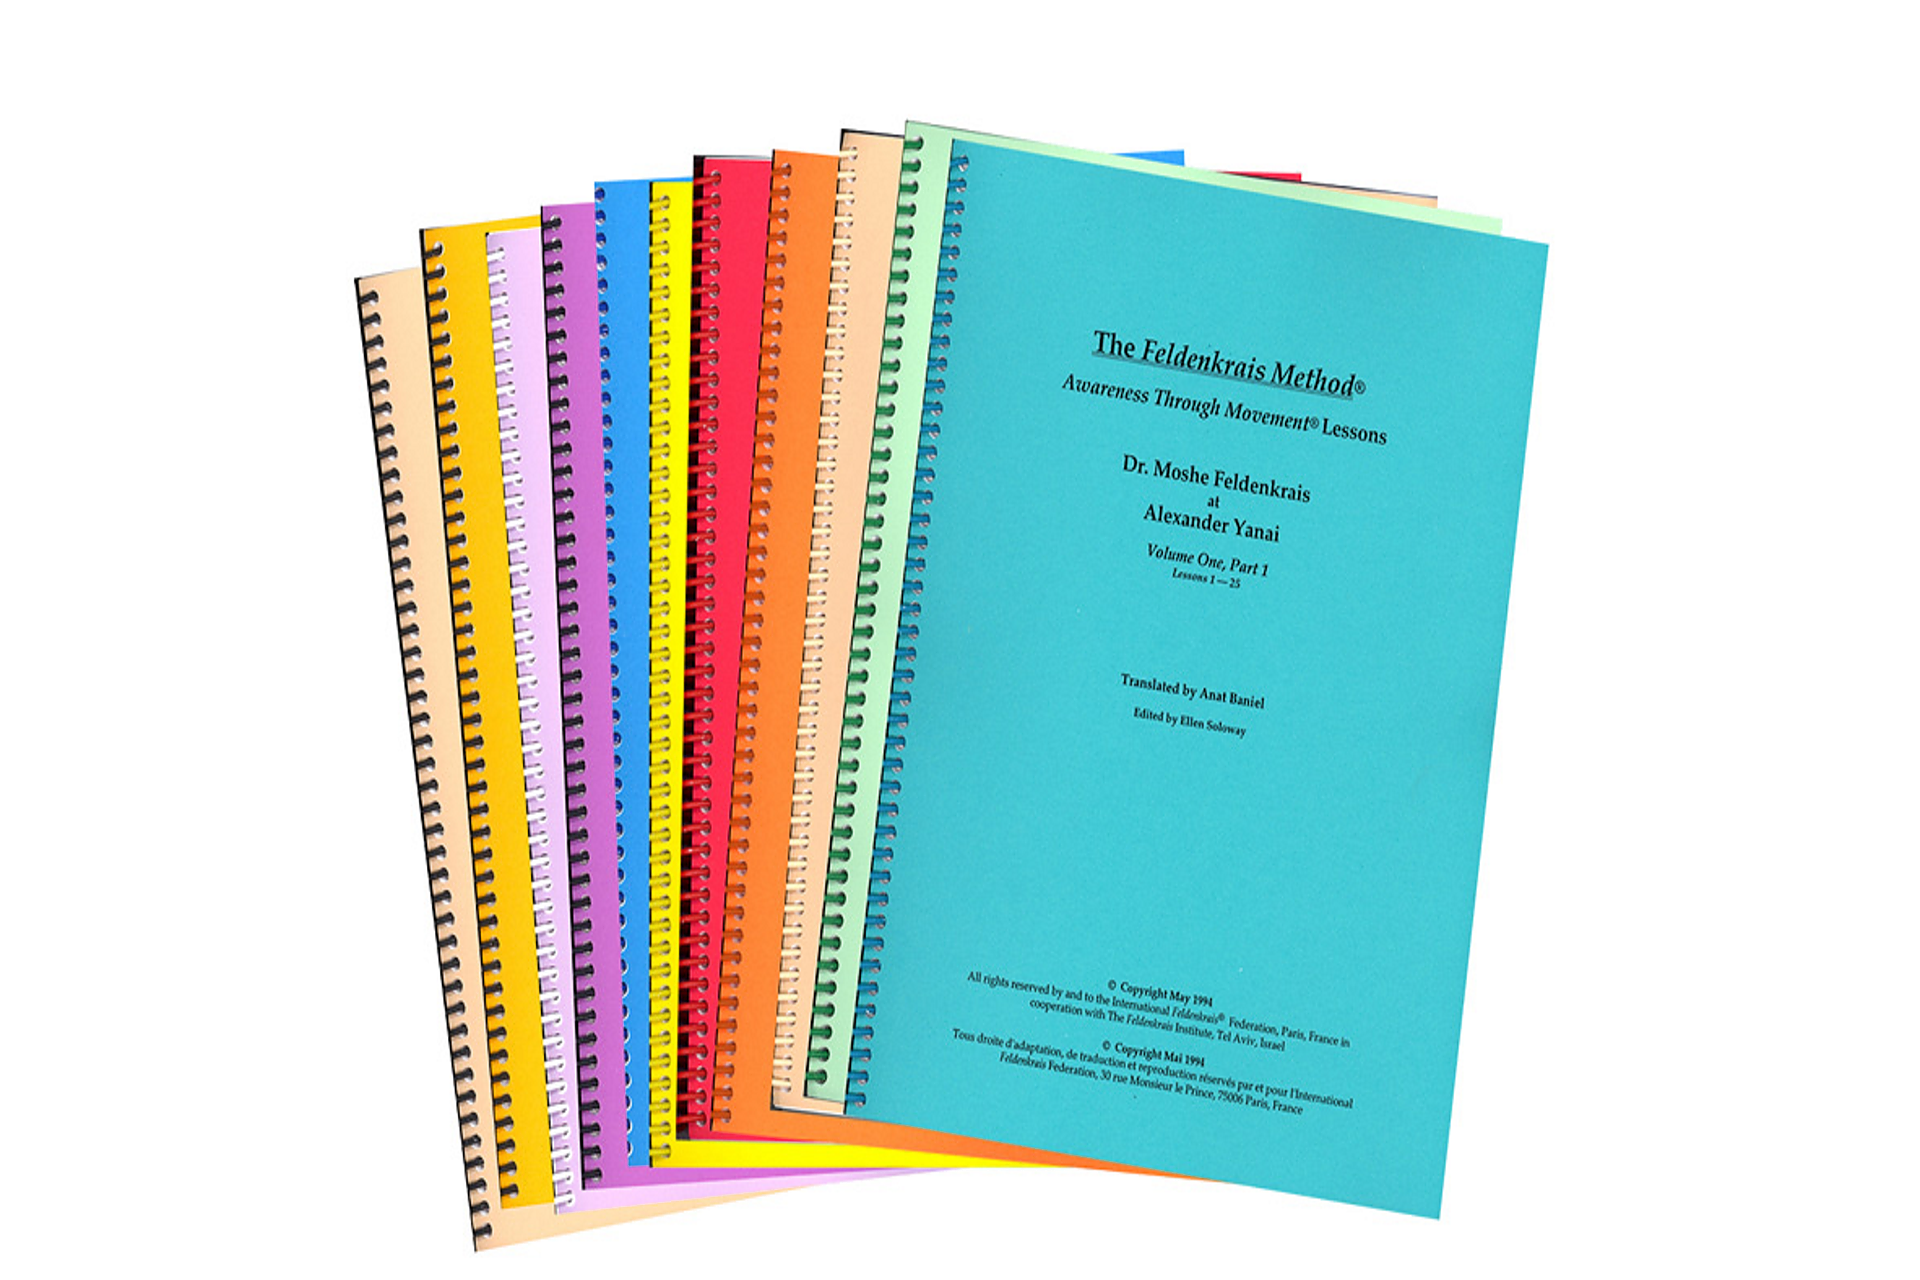 The Feldenkrais Method®
Awareness Through Movement® Lessons
Dr. Moshe Feldenkrais
at
Alexander Yanai
Volume One, Part 1
Lessons 1 — 25
Translated by Anat Baniel
Edited by Ellen Soloway
© Copyright May 1994
All rights reserved by and to the International Feldenkrais® Federation, Paris, France in
cooperation with The Feldenkrais Institute, Tel Aviv, Israel
© Copyright Mai 1994
Tous droite d'adaptation, de traduction et reproduction réservés par et pour l'International
Feldenkrais Federation, 30 rue Monsieur le Prince, 75006 Paris, France